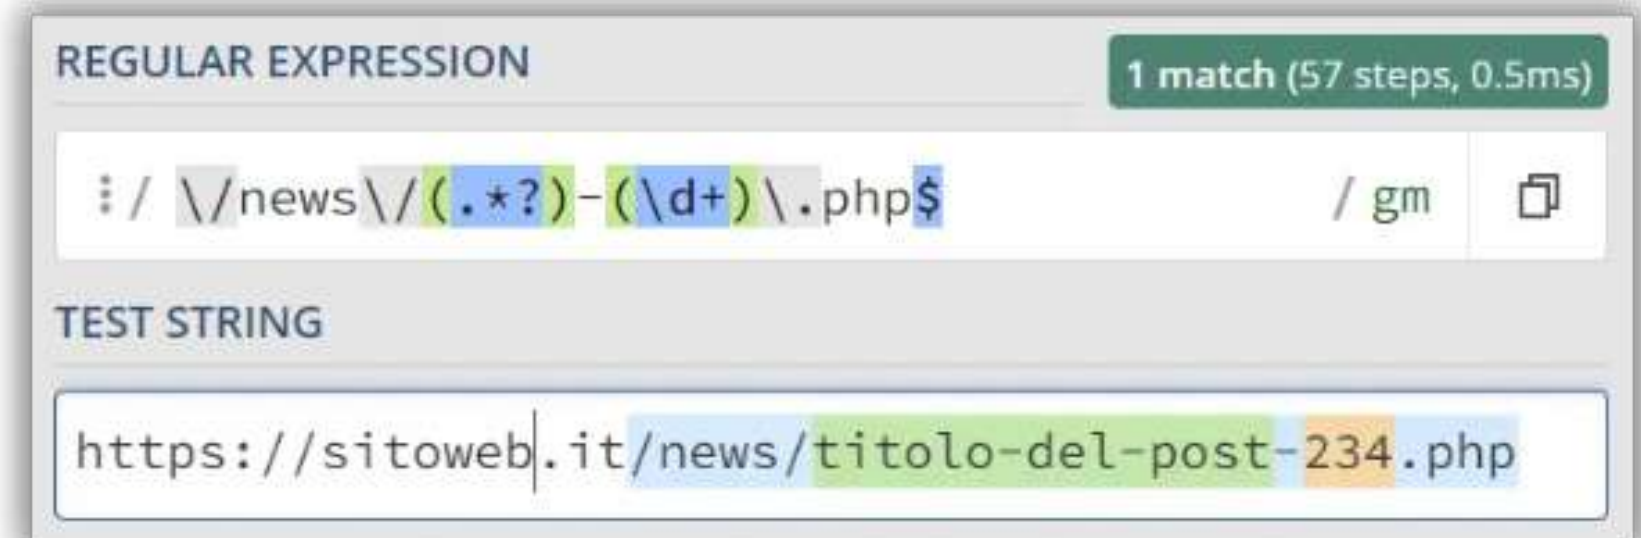 REGULAR EXPRESSION
1 match (57 steps, 0.5ms)
/ \/news\/(.*?)-(\d+)\.php$ / gm
TEST STRING
https://sitoweb.it/news/titolo-del-post-234.php